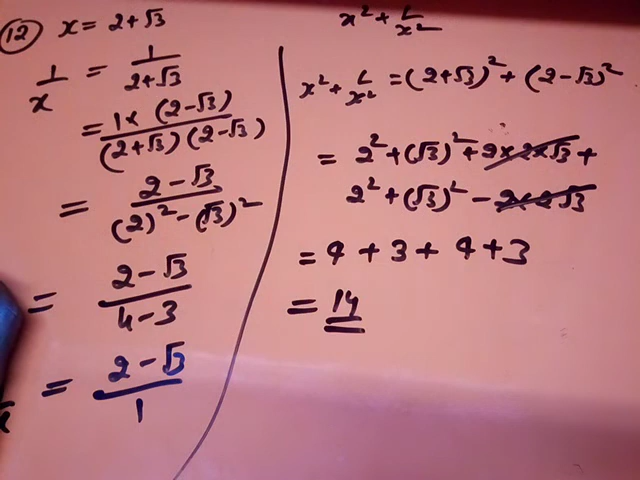 (12) x = 2+√3
1/x = 1/(2+√3)
= 1×(2-√3)/(2+√3)(2-√3)
= (2-√3)/((2)²-(√3)²)
= (2-√3)/(4-3)
1/x = (2-√3)/1
x² + 1/x²
x² + 1/x² = (2+√3)² + (2-√3)²
= 2² + (√3)² + 2×2×√3 +
2² + (√3)² - 2×2√3
= 4 + 3 + 4 + 3
= 14